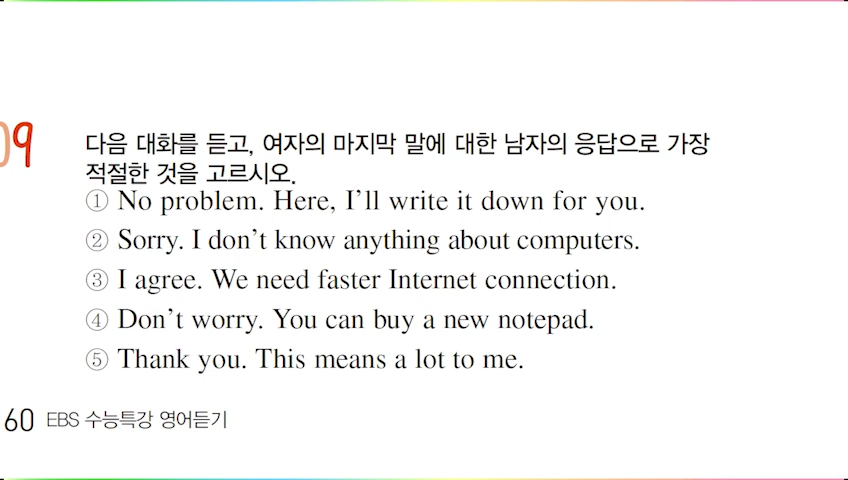 09
다음 대화를 듣고, 여자의 마지막 말에 대한 남자의 응답으로 가장
적절한 것을 고르시오.
① No problem. Here, I'll write it down for you.
② Sorry. I don't know anything about computers.
③ I agree. We need faster Internet connection.
④ Don't worry. You can buy a new notepad.
⑤ Thank you. This means a lot to me.
60 EBS 수능특강 영어듣기